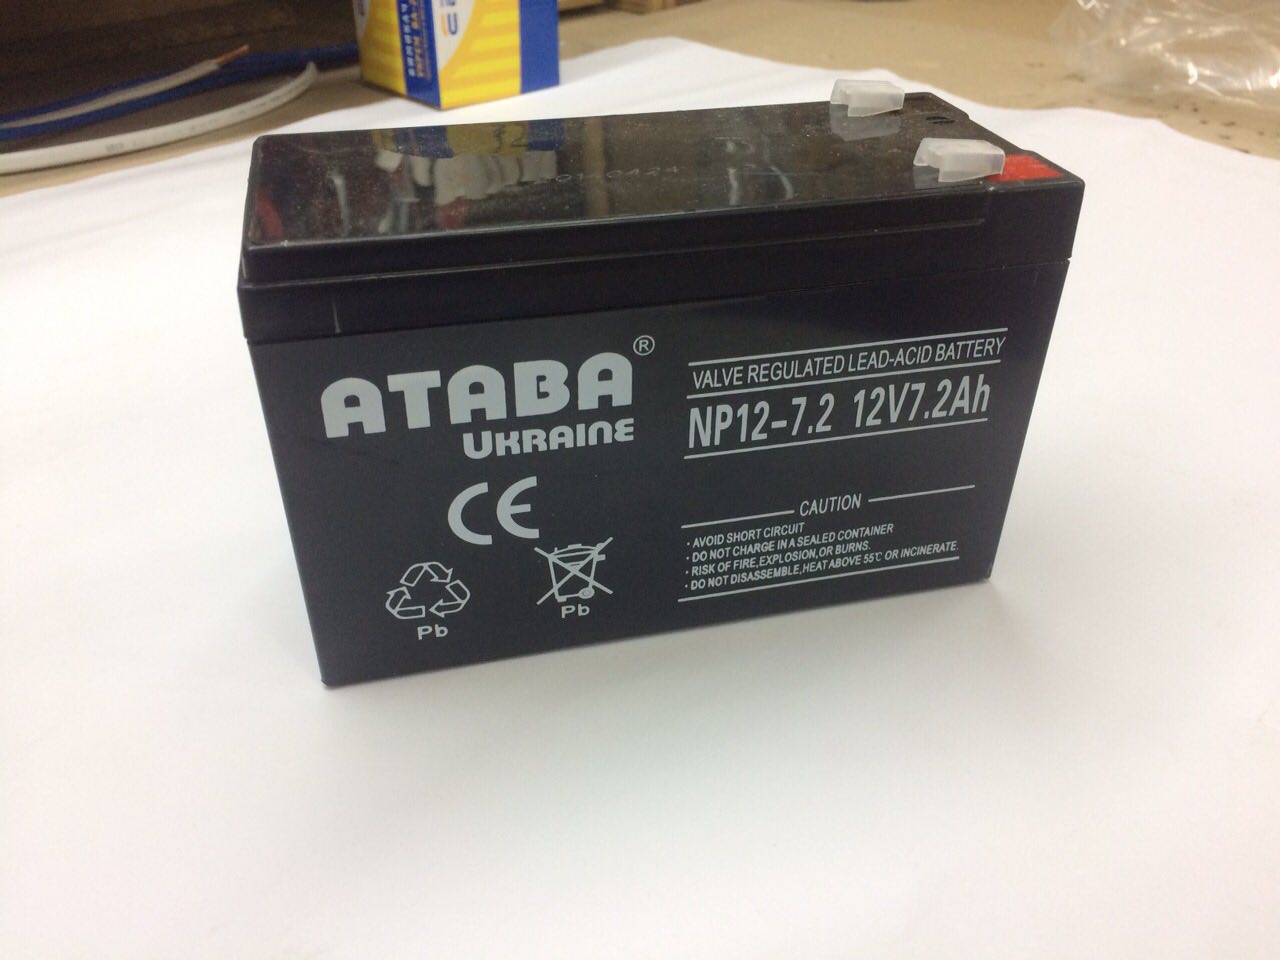 ATABA®
UKRAINE
CE
Pb
Pb
VALVE REGULATED LEAD-ACID BATTERY
NP12-7.2 12V7.2Ah
CAUTION
· AVOID SHORT CIRCUIT
· DO NOT CHARGE IN A SEALED CONTAINER
· RISK OF FIRE,EXPLOSION,OR BURNS.
· DO NOT DISASSEMBLE,HEAT ABOVE 55℃ OR INCINERATE.